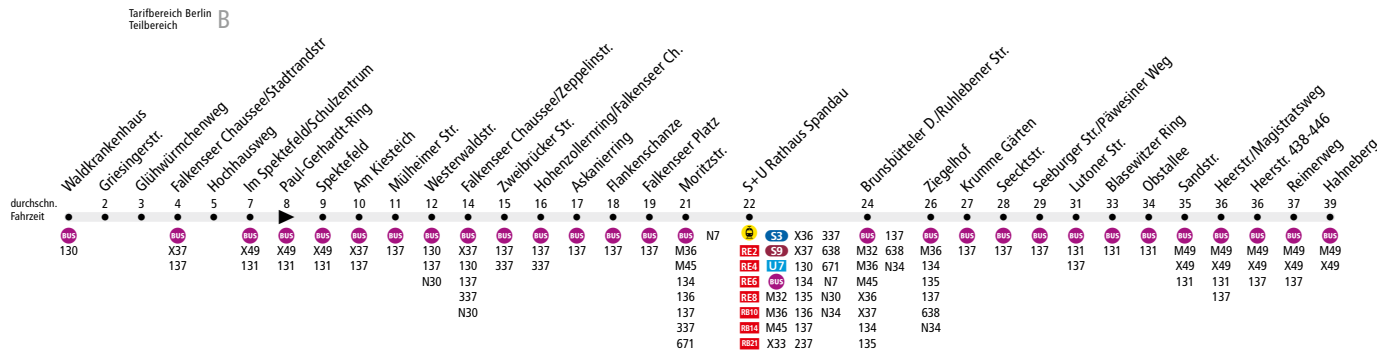 Tarifbereich Berlin
Teilbereich B
Waldkrankenhaus
Griesingerstr.
Glühwürmchenweg
Falkenseer Chaussee/Stadtrandstr
Hochhausweg
Im Spektefeld/Schulzentrum
Paul-Gerhardt-Ring
Spektefeld
Am Kiesteich
Mülheimer Str.
Westerwaldstr.
Falkenseer Chaussee/Zeppelinstr.
Zweibrücker Str.
Hohenzollernring/Falkenseer Ch.
Askanierring
Flankenschanze
Falkenseer Platz
Moritzstr.
S+U Rathaus Spandau
Brunsbütteler D./Ruhlebener Str.
Ziegelhof
Krumme Gärten
Seecktstr.
Seeburger Str./Päwesiner Weg
Lutoner Str.
Blasewitzer Ring
Obstallee
Sandstr.
Heerstr./Magistratsweg
Heerstr. 438-446
Reimerweg
Hahneberg
durchschn. 2 3 4 5 7 8 9 10 11 12 14 15 16 17 18 19 21 22 24 26 27 28 29 31 33 34 35 36 36 37 39
Fahrzeit
BUS BUS BUS BUS BUS BUS BUS BUS BUS BUS BUS BUS BUS BUS BUS BUS N7 S3 X36 337 BUS 137 BUS BUS BUS BUS BUS BUS BUS BUS BUS BUS BUS BUS
130 X37 X49 X49 X49 X37 137 130 X37 137 137 137 137 137 M36 RE2 S9 X37 638 M32 638 M36 137 137 137 131 131 131 M49 M49 M49 M49 M49
137 131 131 131 137 137 130 337 337 M45 RE4 U7 130 671 M36 N34 134 137 X49 X49 X49 X49 X49
N30 137 134 RE6 BUS 134 N7 M45 135 131 131 137 137
337 136 RE8 M32 135 N30 X36 137 137
N30 137 RB10 M36 136 N34 X37 638
337 RB14 M45 137 134 N34
671 RB21 X33 237 135